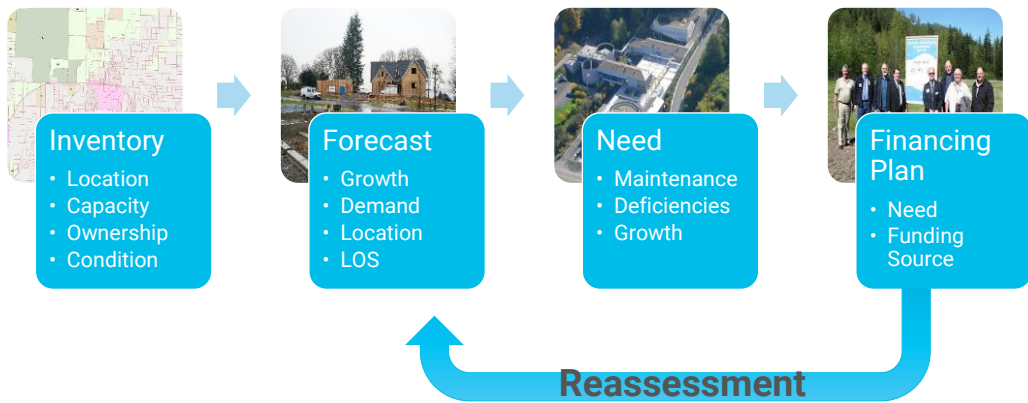 Inventory
• Location
• Capacity
• Ownership
• Condition
Forecast
• Growth
• Demand
• Location
• LOS
Need
• Maintenance
• Deficiencies
• Growth
Financing
Plan
• Need
• Funding
Source
Reassessment